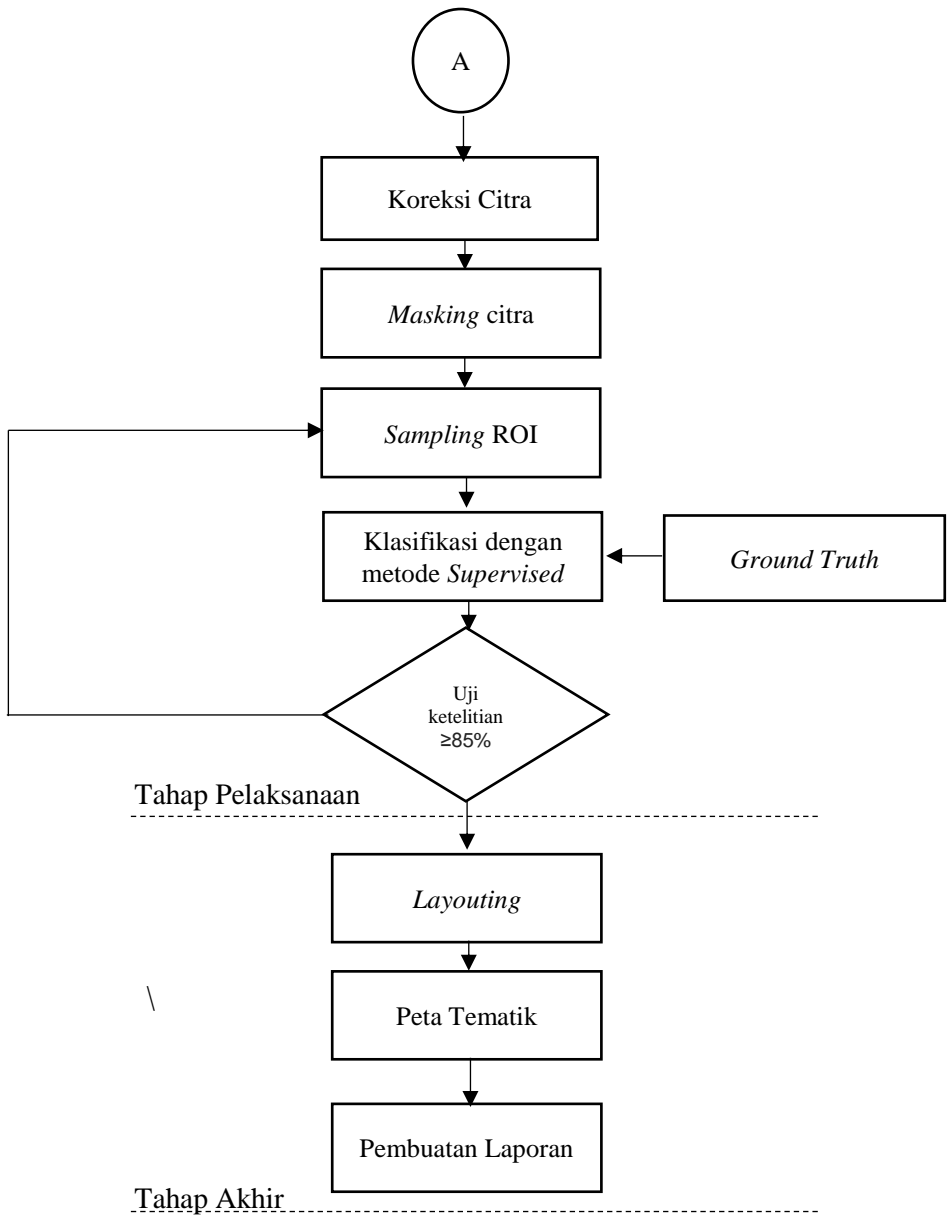 A
Koreksi Citra
Masking citra
Sampling ROI
Klasifikasi dengan
metode Supervised
Ground Truth
Uji
ketelitian
≥85%
Tahap Pelaksanaan
Layouting
\
Peta Tematik
Pembuatan Laporan
Tahap Akhir